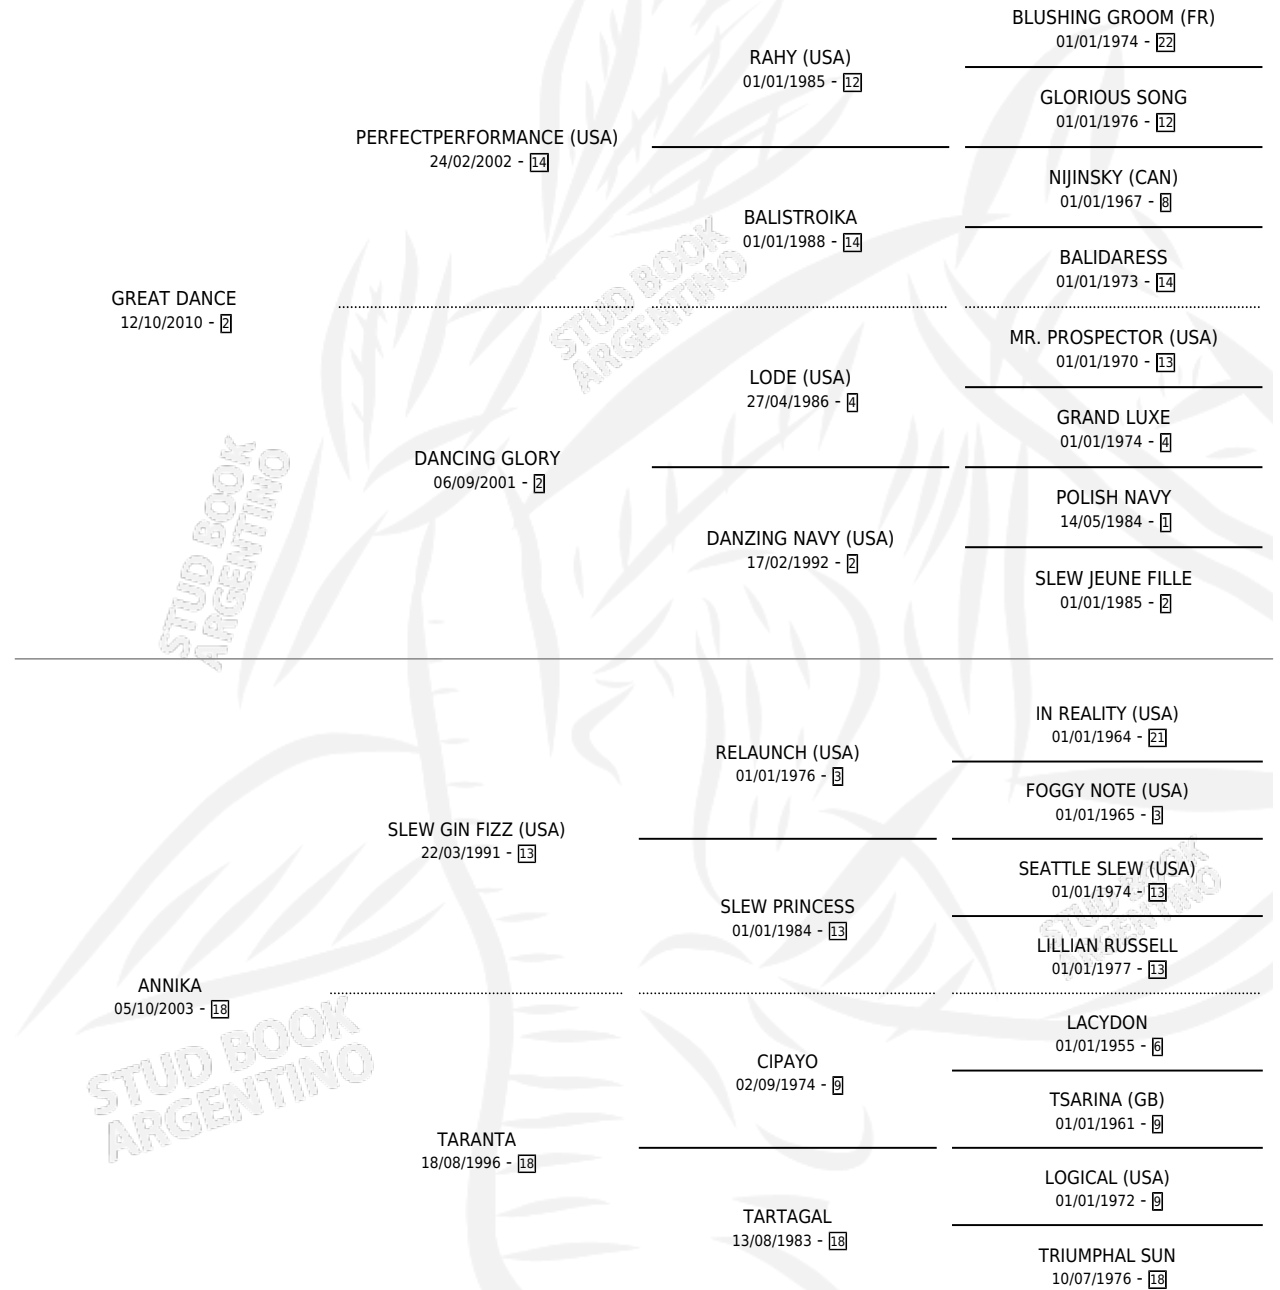 BLUSHING GROOM (FR)
01/01/1974 - 22
RAHY (USA)
01/01/1985 - 12
GLORIOUS SONG
01/01/1976 - 12
PERFECTPERFORMANCE (USA)
24/02/2002 - 14
NIJINSKY (CAN)
01/01/1967 - 8
BALISTROIKA
01/01/1988 - 14
BALIDARESS
01/01/1973 - 14
GREAT DANCE
12/10/2010 - 2
STUD BOOK
ARGENTINO
MR. PROSPECTOR (USA)
01/01/1970 - 13
LODE (USA)
27/04/1986 - 4
GRAND LUXE
01/01/1974 - 4
DANCING GLORY
06/09/2001 - 2
POLISH NAVY
14/05/1984 - 1
DANZING NAVY (USA)
17/02/1992 - 2
SLEW JEUNE FILLE
01/01/1985 - 2
STUD BOOK
ARGENTINO
IN REALITY (USA)
01/01/1964 - 21
RELAUNCH (USA)
01/01/1976 - 3
FOGGY NOTE (USA)
01/01/1965 - 3
SLEW GIN FIZZ (USA)
22/03/1991 - 13
SEATTLE SLEW (USA)
01/01/1974 - 13
SLEW PRINCESS
01/01/1984 - 13
STUD BOOK
ARGENTINO
LILLIAN RUSSELL
01/01/1977 - 13
ANNIKA
05/10/2003 - 18
STUD BOOK
ARGENTINO
LACYDON
01/01/1955 - 6
CIPAYO
02/09/1974 - 9
TSARINA (GB)
01/01/1961 - 9
TARANTA
18/08/1996 - 18
LOGICAL (USA)
01/01/1972 - 9
TARTAGAL
13/08/1983 - 18
TRIUMPHAL SUN
10/07/1976 - 18